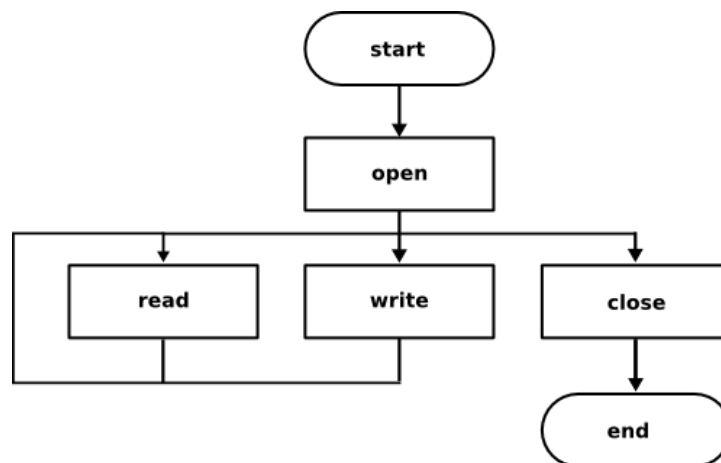 start
open
read
write
close
end